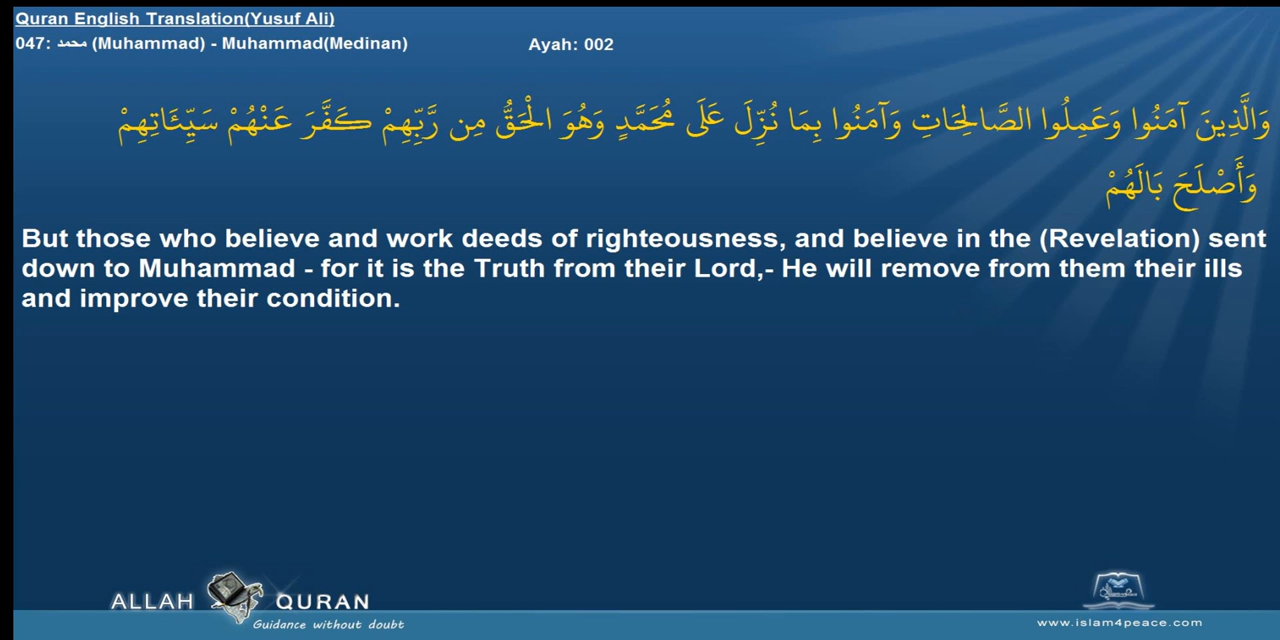 Quran English Translation(Yusuf Ali)
047: محمد (Muhammad) - Muhammad(Medinan) Ayah: 002
وَالَّذِينَ آمَنُوا وَعَمِلُوا الصَّالِحَاتِ وَآمَنُوا بِمَا نُزِّلَ عَلَى مُحَمَّدٍ وَهُوَ الْحَقُّ مِن رَّبِّهِمْ كَفَّرَ عَنْهُمْ سَيِّئَاتِهِمْ
وَأَصْلَحَ بَالَهُمْ
But those who believe and work deeds of righteousness, and believe in the (Revelation) sent
down to Muhammad - for it is the Truth from their Lord,- He will remove from them their ills
and improve their condition.
ALLAH QURAN
Guidance without doubt
www.islam4peace.com